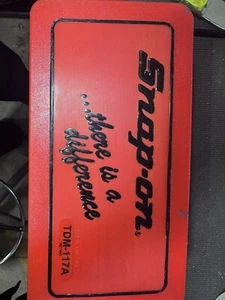 Snap-on®
...there is a
difference
TDM-117A